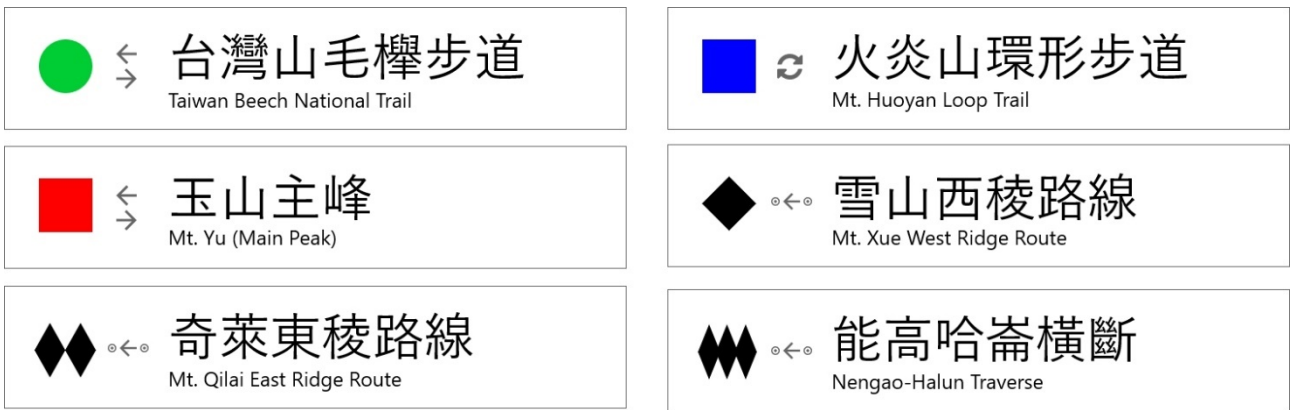 台灣山毛櫸步道
Taiwan Beech National Trail
火炎山環形步道
Mt. Huoyan Loop Trail
玉山主峰
Mt. Yu (Main Peak)
雪山西稜路線
Mt. Xue West Ridge Route
奇萊東稜路線
Mt. Qilai East Ridge Route
能高哈崙橫斷
Nengao-Halun Traverse